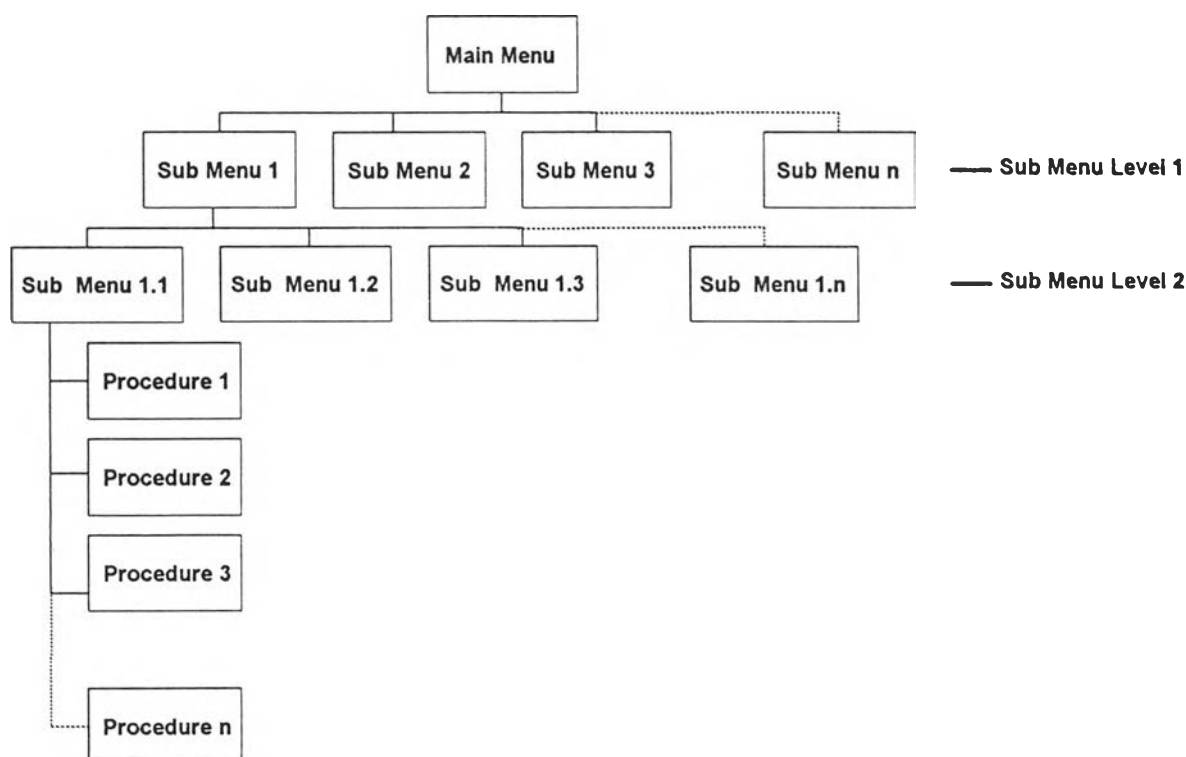 Main Menu
Sub Menu 1
Sub Menu 2
Sub Menu 3
Sub Menu n
Sub Menu Level 1
Sub Menu 1.1
Sub Menu 1.2
Sub Menu 1.3
Sub Menu 1.n
Sub Menu Level 2
Procedure 1
Procedure 2
Procedure 3
Procedure n